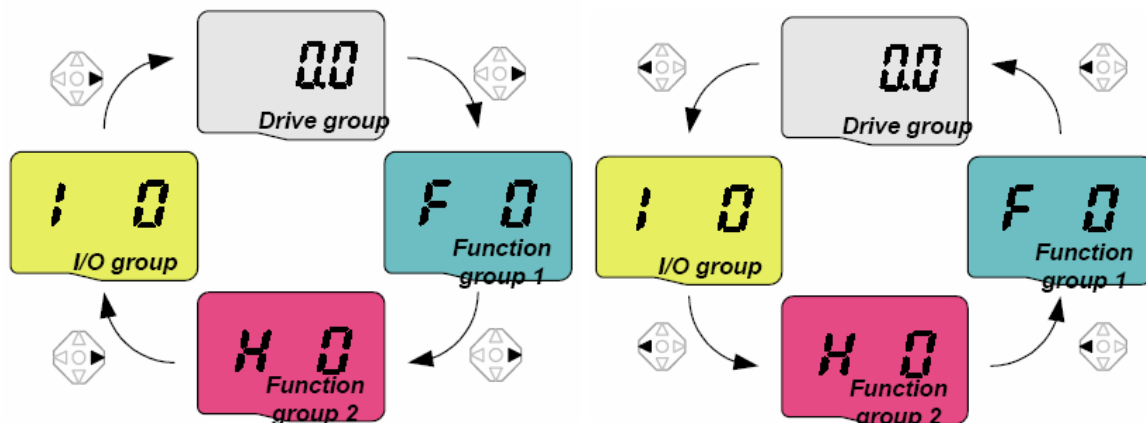 0.0
Drive group
0.0
Drive group
I 0
I/O group
F 0
Function
group 1
I 0
I/O group
F 0
Function
group 1
H 0
Function
group 2
H 0
Function
group 2